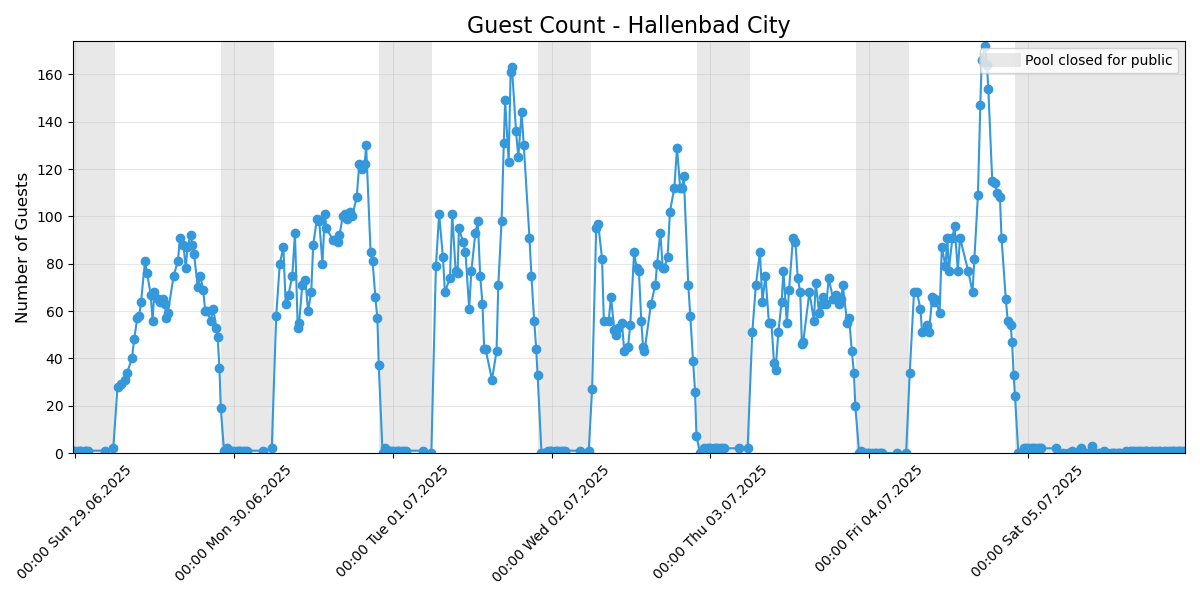 Guest Count - Hallenbad City
Pool closed for public
Number of Guests
160
140
120
100
80
60
40
20
0
00:00 Sun 29.06.2025
00:00 Mon 30.06.2025
00:00 Tue 01.07.2025
00:00 Wed 02.07.2025
00:00 Thu 03.07.2025
00:00 Fri 04.07.2025
00:00 Sat 05.07.2025